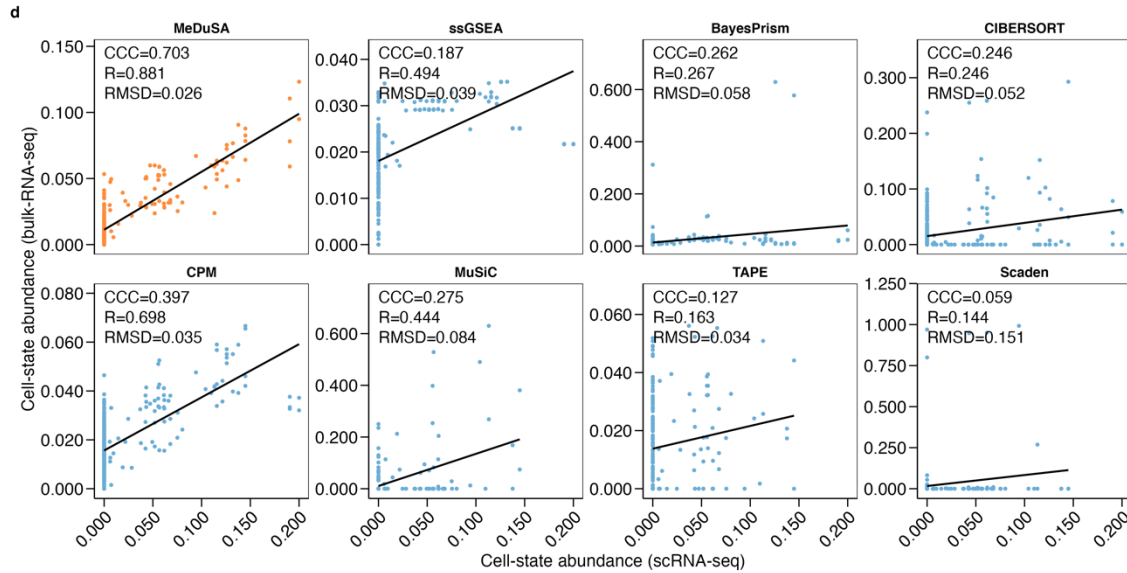 d
MeDuSA
CCC=0.703
R=0.881
RMSD=0.026
0.150
0.100
0.050
0.000
ssGSEA
CCC=0.187
R=0.494
RMSD=0.039
0.040
0.030
0.020
0.010
0.000
BayesPrism
CCC=0.262
R=0.267
RMSD=0.058
0.600
0.400
0.200
0.000
CIBERSORT
CCC=0.246
R=0.246
RMSD=0.052
0.300
0.200
0.100
0.000
Cell-state abundance (bulk-RNA-seq)
CPM
CCC=0.397
R=0.698
RMSD=0.035
0.080
0.060
0.040
0.020
0.000
0.000
0.050
0.100
0.150
0.200
MuSiC
CCC=0.275
R=0.444
RMSD=0.084
0.600
0.400
0.200
0.000
0.000
0.050
0.100
0.150
0.200
TAPE
CCC=0.127
R=0.163
RMSD=0.034
0.060
0.040
0.020
0.000
0.000
0.050
0.100
0.150
0.200
Scaden
CCC=0.059
R=0.144
RMSD=0.151
1.250
1.000
0.750
0.500
0.250
0.000
0.000
0.050
0.100
0.150
0.200
Cell-state abundance (scRNA-seq)